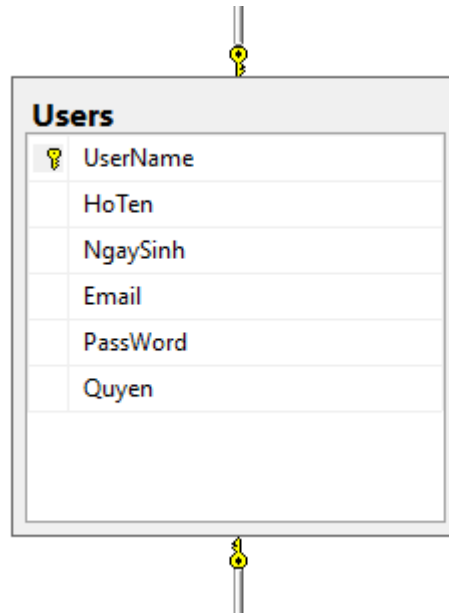 Users
UserName
HoTen
NgaySinh
Email
PassWord
Quyen